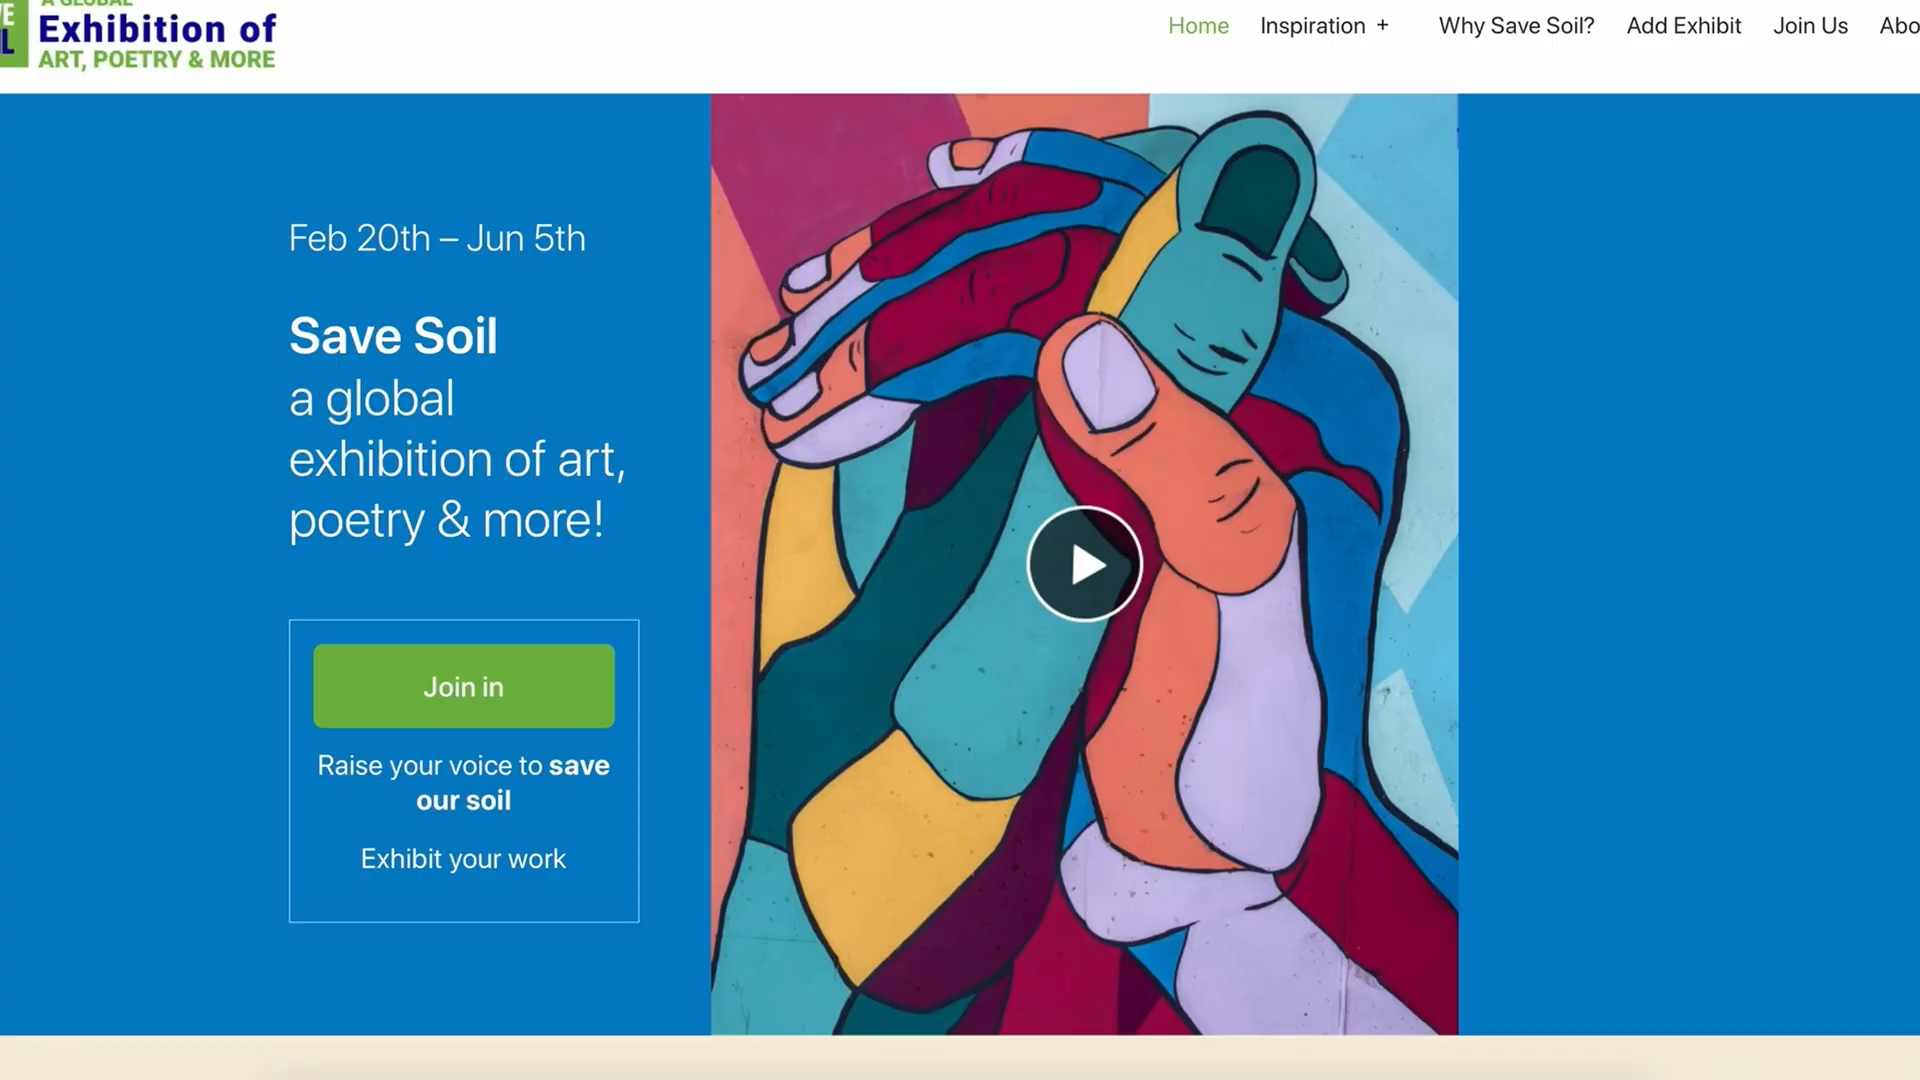 A GLOBAL
Exhibition of
ART, POETRY & MORE
Home Inspiration + Why Save Soil? Add Exhibit Join Us
Feb 20th – Jun 5th
Save Soil
a global
exhibition of art,
poetry & more!
Join in
Raise your voice to save
our soil
Exhibit your work